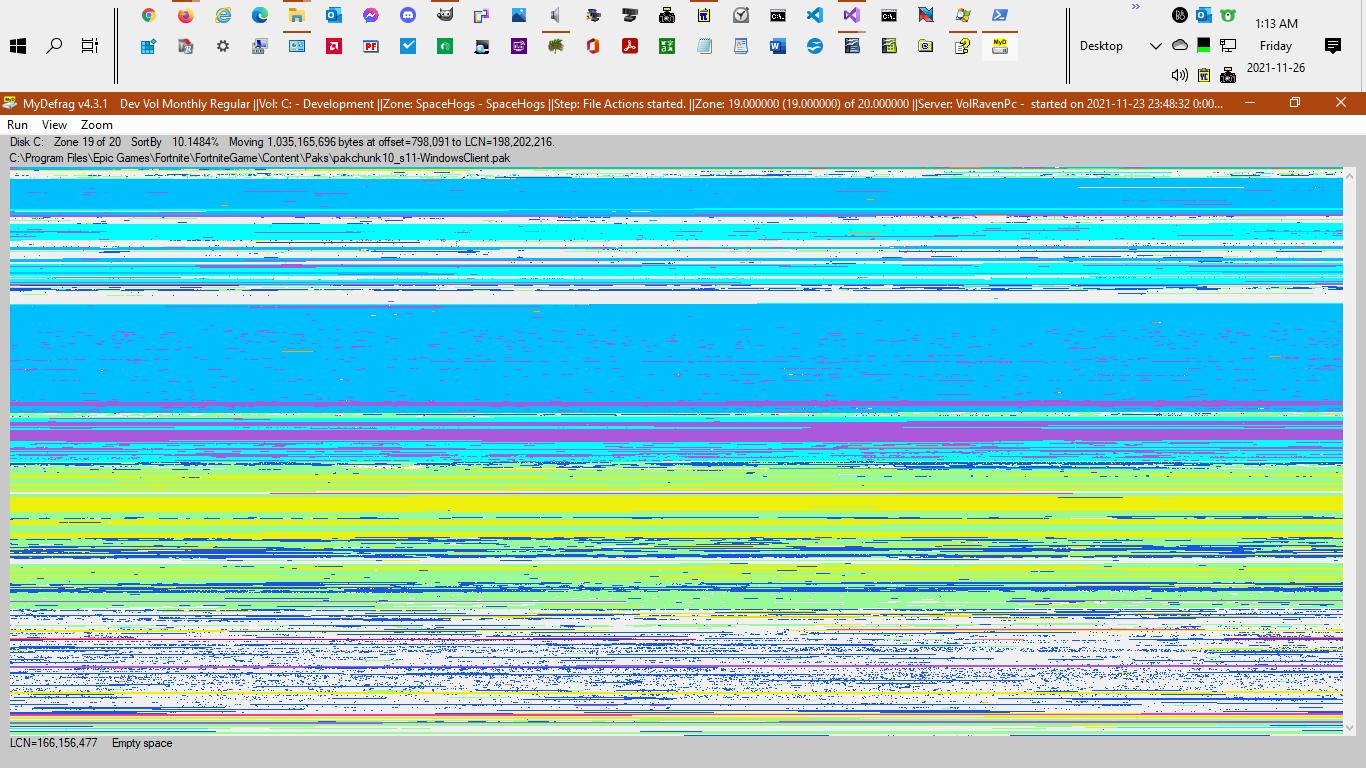 »
1:13 AM
Desktop
Friday
2021-11-26
MyDefrag v4.3.1 Dev Vol Monthly Regular ||Vol: C: - Development ||Zone: SpaceHogs - SpaceHogs ||Step: File Actions started. ||Zone: 19.000000 (19.000000) of 20.000000 ||Server: VolRavenPc - started on 2021-11-23 23:48:32 0:00...
Run View Zoom
Disk C: Zone 19 of 20 SortBy 10.1484% Moving 1,035,165,696 bytes at offset=798,091 to LCN=198,202,216.
C:\Program Files\Epic Games\Fortnite\FortniteGame\Content\Paks\pakchunk10_s11-WindowsClient.pak
LCN=166,156,477 Empty space